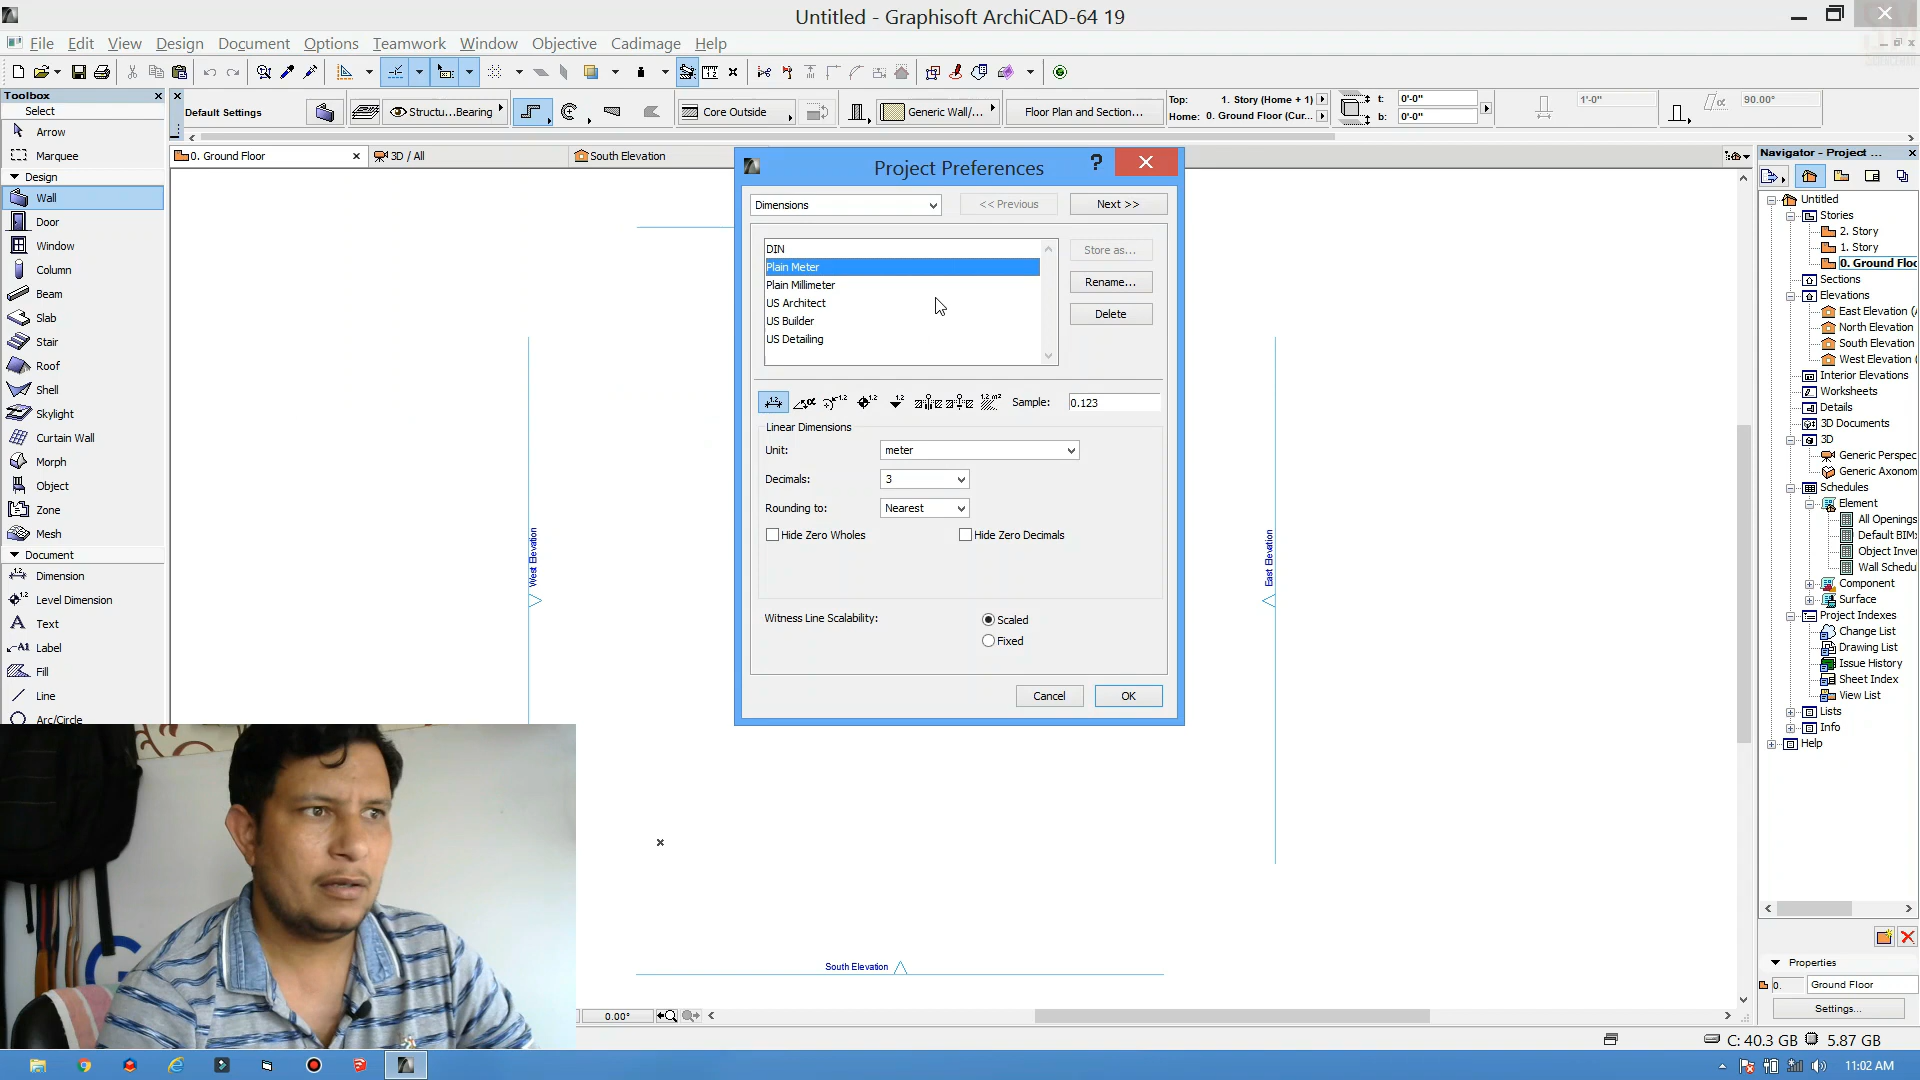 Untitled - Graphisoft ArchiCAD-64 19
File Edit View Design Document Options Teamwork Window Objective Cadimage Help
Toolbox
Select
Arrow
Marquee
Design
Wall
Door
Window
Column
Beam
Slab
Stair
Roof
Shell
Skylight
Curtain Wall
Morph
Object
Zone
Mesh
Document
Dimension
Level Dimension
Text
Label
Fill
Line
Arc/Circle
Default Settings
Structu...Bearing
Core Outside
Generic Wall/...
Floor Plan and Section...
Top: 1. Story (Home + 1)
Home: 0. Ground Floor (Cur...
t: 0'-0"
b: 0'-0"
1'-0"
90.00°
0. Ground Floor
3D / All
South Elevation
Project Preferences
Dimensions
<< Previous
Next >>
DIN
Plain Meter
Plain Millimeter
US Architect
US Builder
US Detailing
Store as...
Rename...
Delete
Sample: 0.123
Linear Dimensions
Unit: meter
Decimals: 3
Rounding to: Nearest
Hide Zero Wholes
Hide Zero Decimals
Witness Line Scalability:
Scaled
Fixed
Cancel
OK
West Elevation
East Elevation
South Elevation
0.00°
Navigator - Project ...
Untitled
Stories
2. Story
1. Story
0. Ground Floo
Sections
Elevations
East Elevation (A
North Elevation
South Elevation
West Elevation (
Interior Elevations
Worksheets
Details
3D Documents
3D
Generic Perspec
Generic Axonom
Schedules
Element
All Openings
Default BIMx
Object Inver
Wall Schedu
Component
Surface
Project Indexes
Change List
Drawing List
Issue History
Sheet Index
View List
Lists
Info
Help
Properties
0. Ground Floor
Settings...
C: 40.3 GB 5.87 GB
11:02 AM